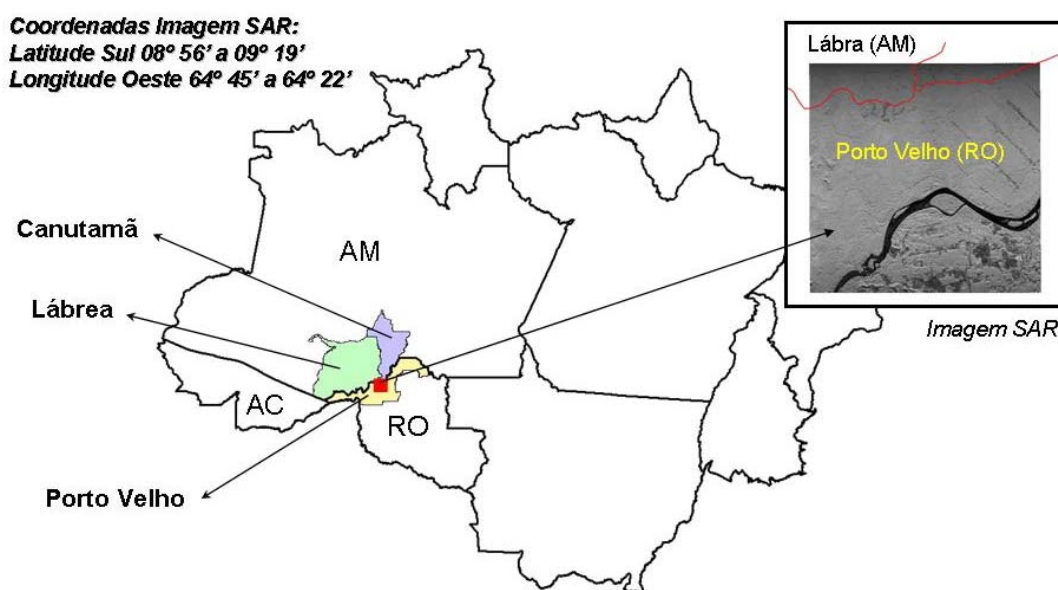 Coordenadas Imagem SAR:
Latitude Sul 08º 56’ a 09º 19’
Longitude Oeste 64º 45’ a 64º 22’
Lábra (AM)
Porto Velho (RO)
Imagem SAR
Canutamã
Lábrea
Porto Velho
AM
AC
RO